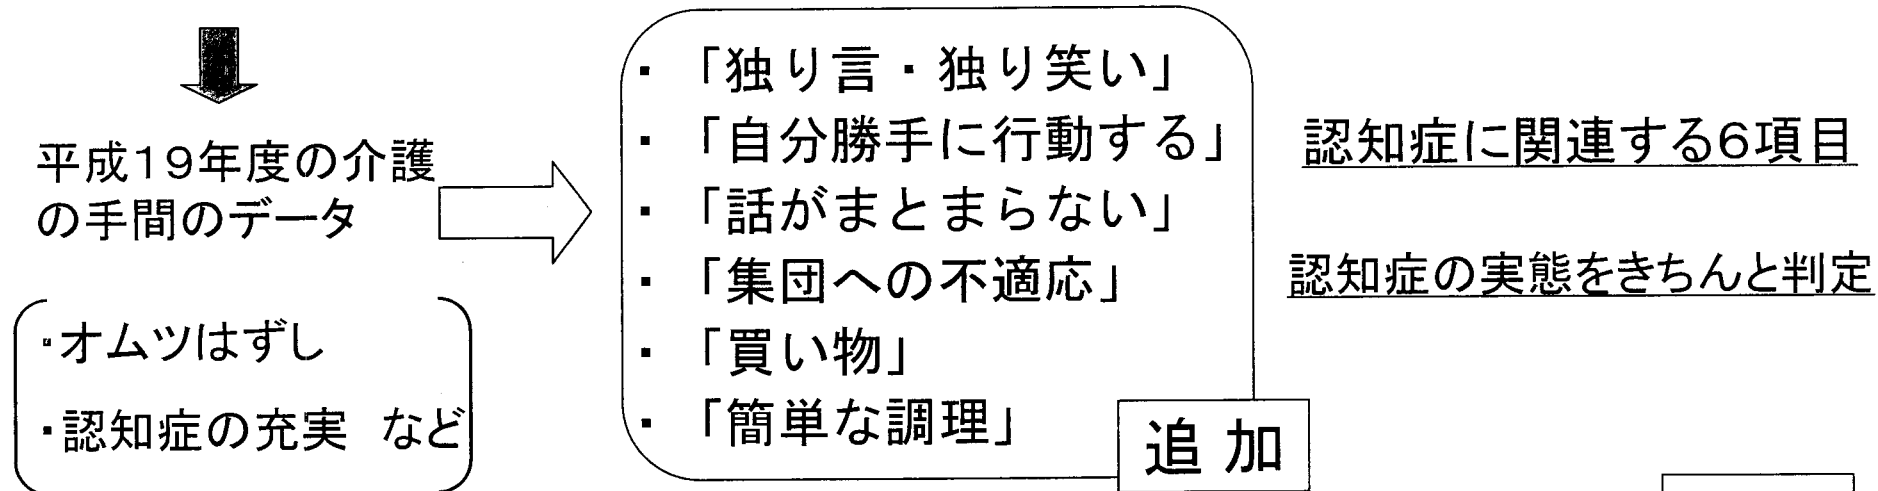 平成19年度の介護
の手間のデータ
・オムツはずし
・認知症の充実 など
・「独り言・独り笑い」
・「自分勝手に行動する」
・「話がまとまらない」
・「集団への不適応」
・「買い物」
・「簡単な調理」
追 加
認知症に関連する6項目
認知症の実態をきちんと判定